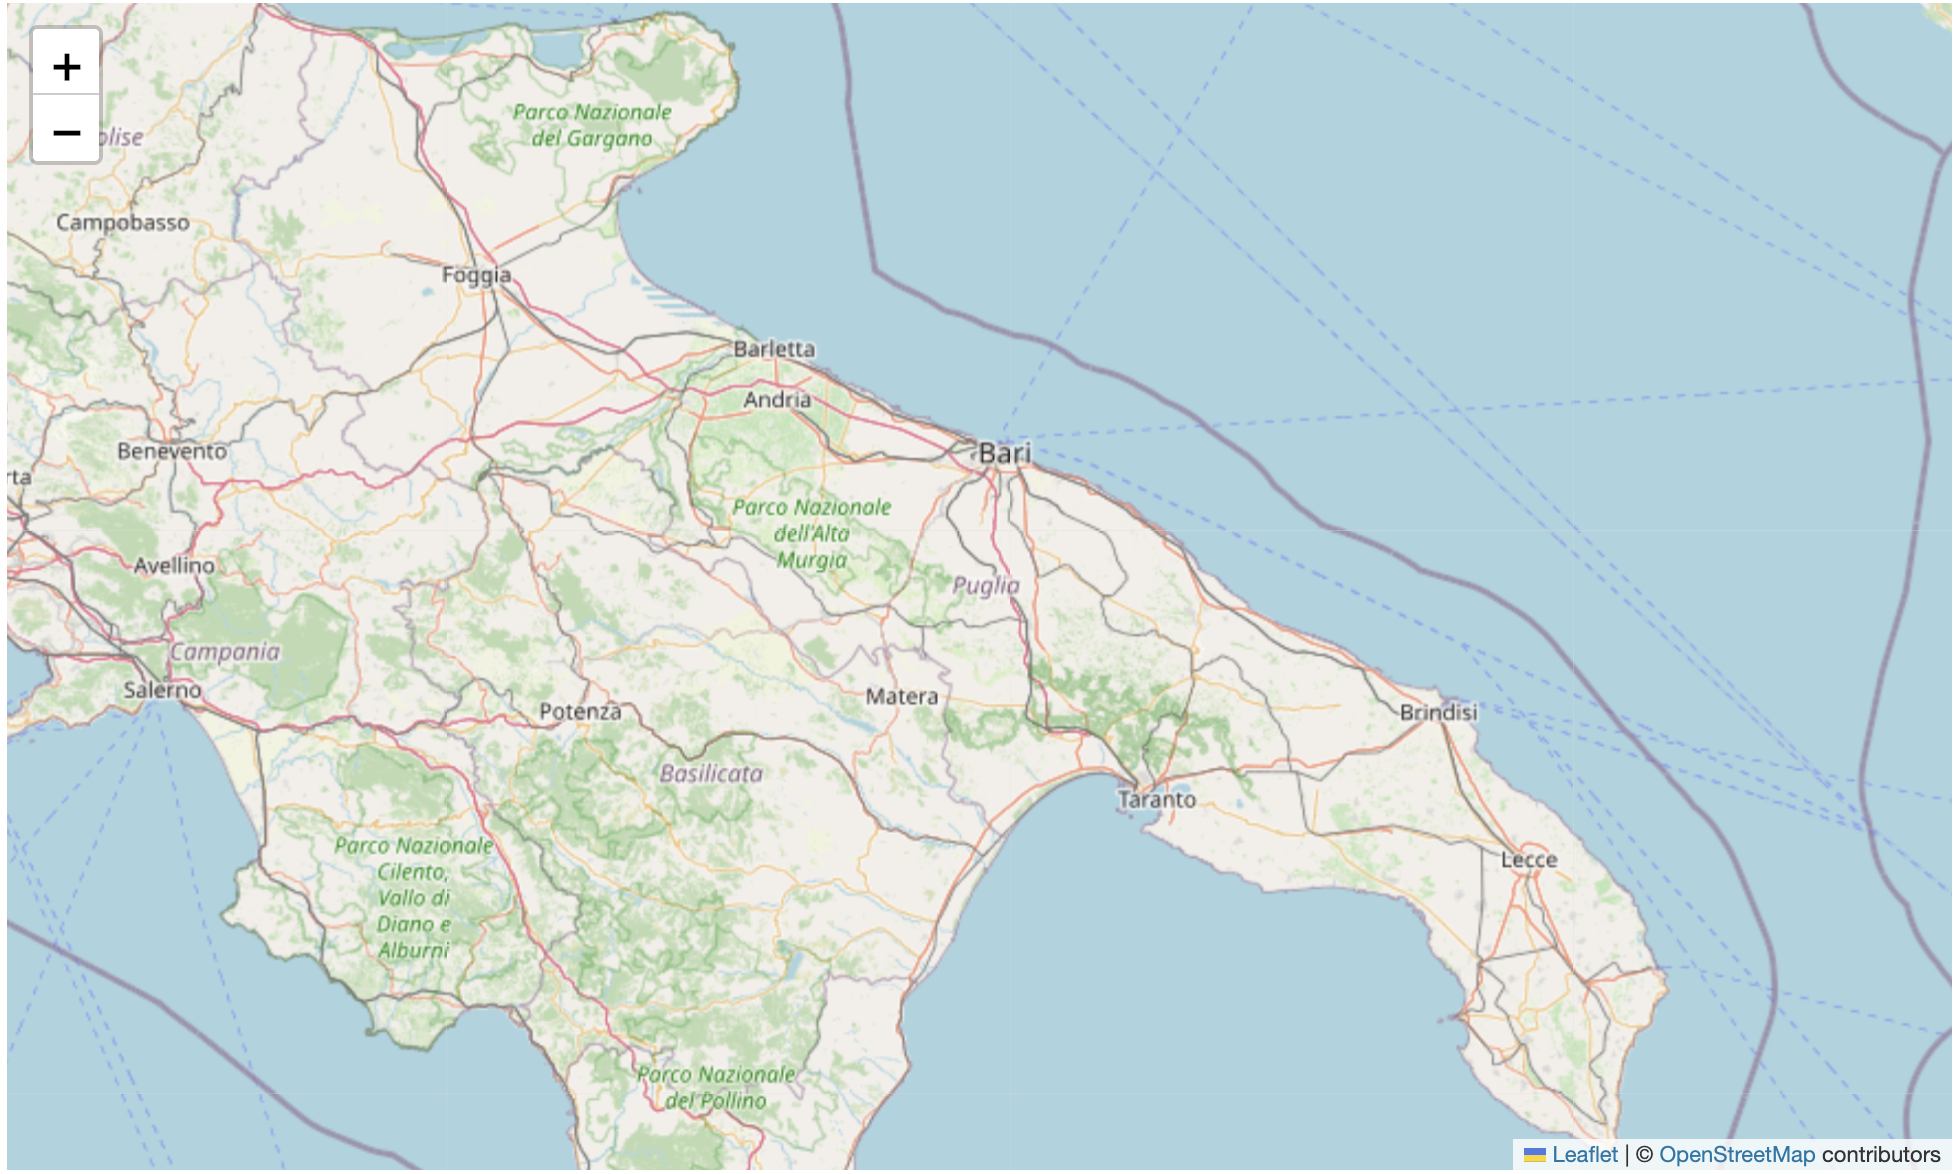 +
−
olise
Parco Nazionale
del Gargano
Campobasso
Foggia
Barletta
Andria
Benevento
Bari
rta
Parco Nazionale
dell'Alta
Murgia
Avellino
Puglia
Campania
Salerno
Matera
Potenza
Brindisi
Basilicata
Taranto
Parco Nazionale
Cilento,
Vallo di
Diano e
Alburni
Lecce
Parco Nazionale
del Pollino
Leaflet | © OpenStreetMap contributors